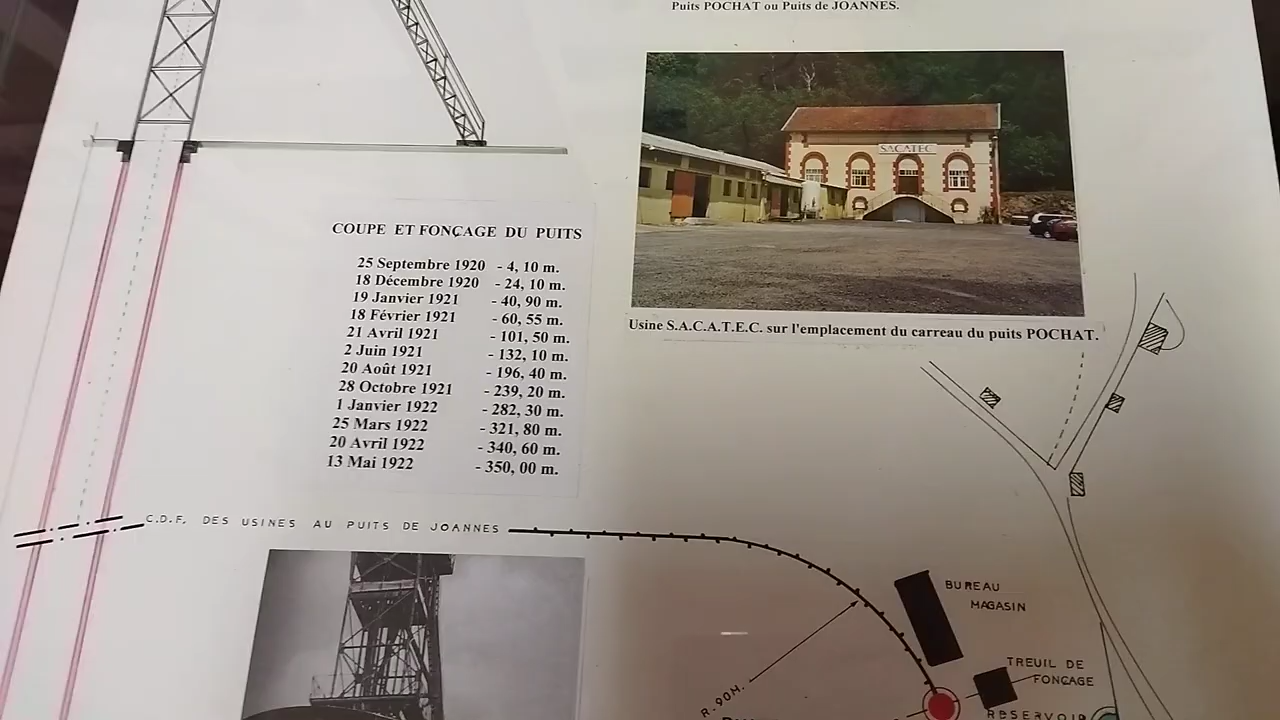 Puits POCHAT ou Puits de JOANNES.
SACATEC
Usine S.A.C.A.T.E.C. sur l'emplacement du carreau du puits POCHAT.
COUPE ET FONÇAGE DU PUITS
25 Septembre 1920 - 4, 10 m.
18 Décembre 1920 - 24, 10 m.
19 Janvier 1921 - 40, 90 m.
18 Février 1921 - 60, 55 m.
21 Avril 1921 - 101, 50 m.
2 Juin 1921 - 132, 10 m.
20 Août 1921 - 196, 40 m.
28 Octobre 1921 - 239, 20 m.
1 Janvier 1922 - 282, 30 m.
25 Mars 1922 - 321, 80 m.
20 Avril 1922 - 340, 60 m.
13 Mai 1922 - 350, 00 m.
C.D.F. DES USINES AU PUITS DE JOANNES
BUREAU
MAGASIN
TREUIL DE
FONÇAGE
R.90M.
RESERVOIR